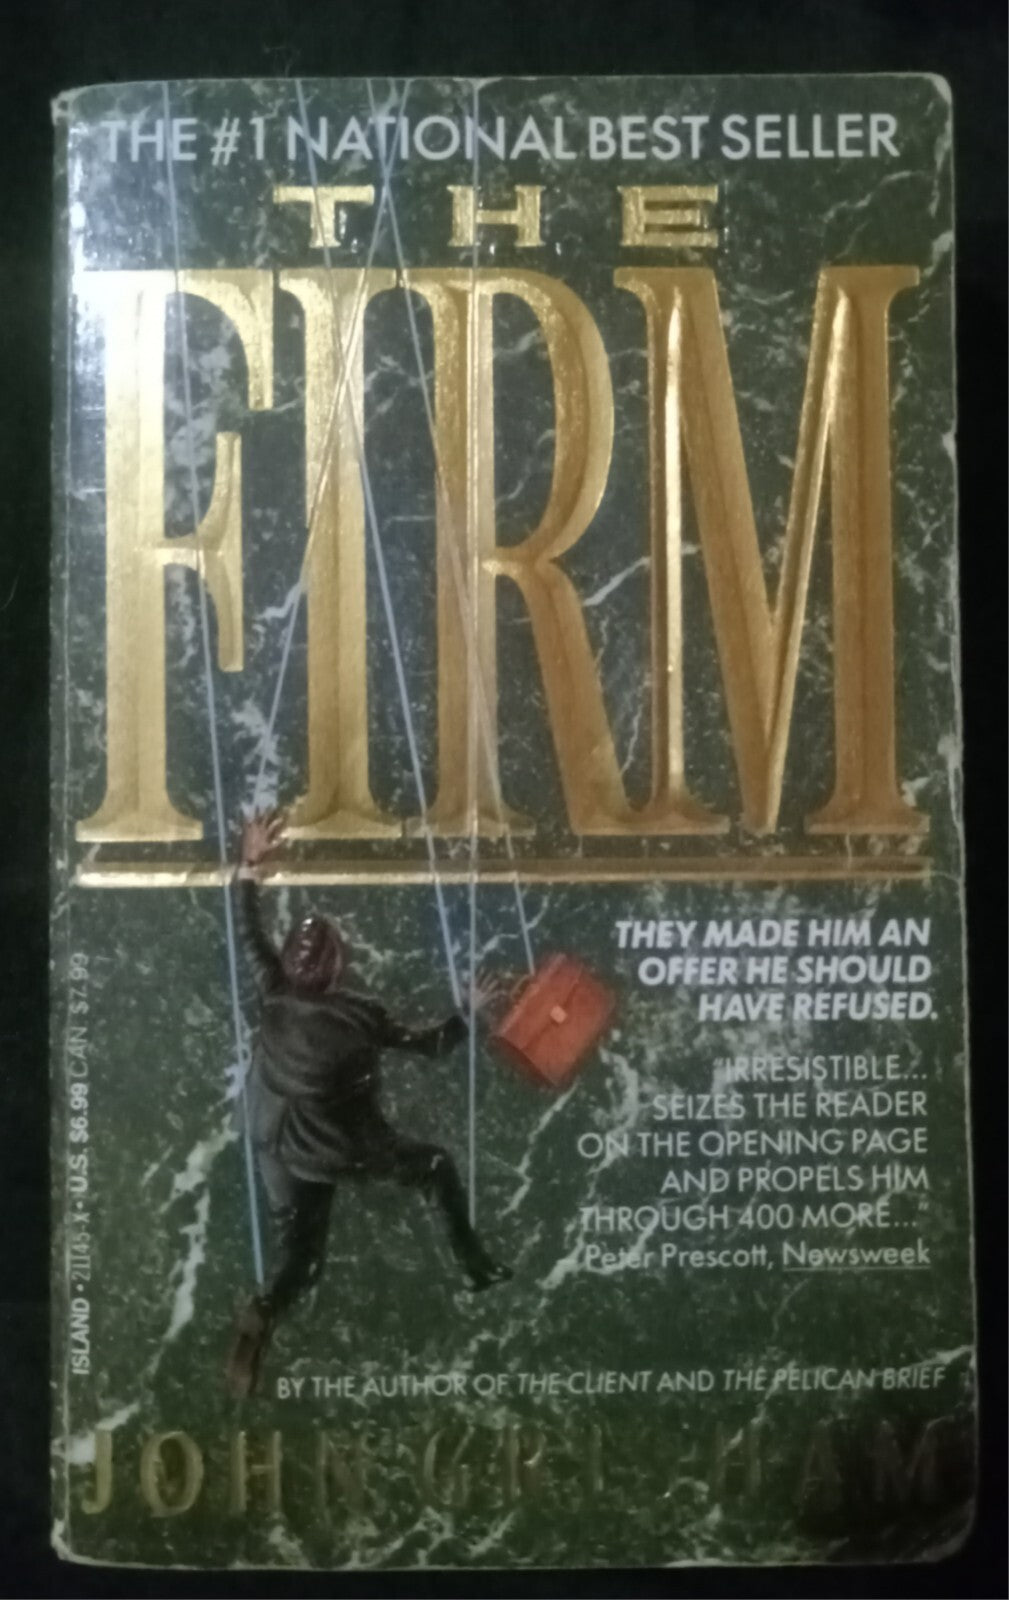 THE #1 NATIONAL BEST SELLER
THE
FIRM
THEY MADE HIM AN
OFFER HE SHOULD
HAVE REFUSED.
"IRRESISTIBLE...
SEIZES THE READER
ON THE OPENING PAGE
AND PROPELS HIM
THROUGH 400 MORE..."
Peter Prescott, Newsweek
ISLAND • 21145-X • U.S. $6.99 CAN $7.99
BY THE AUTHOR OF THE CLIENT AND THE PELICAN BRIEF
JOHN GRISHAM